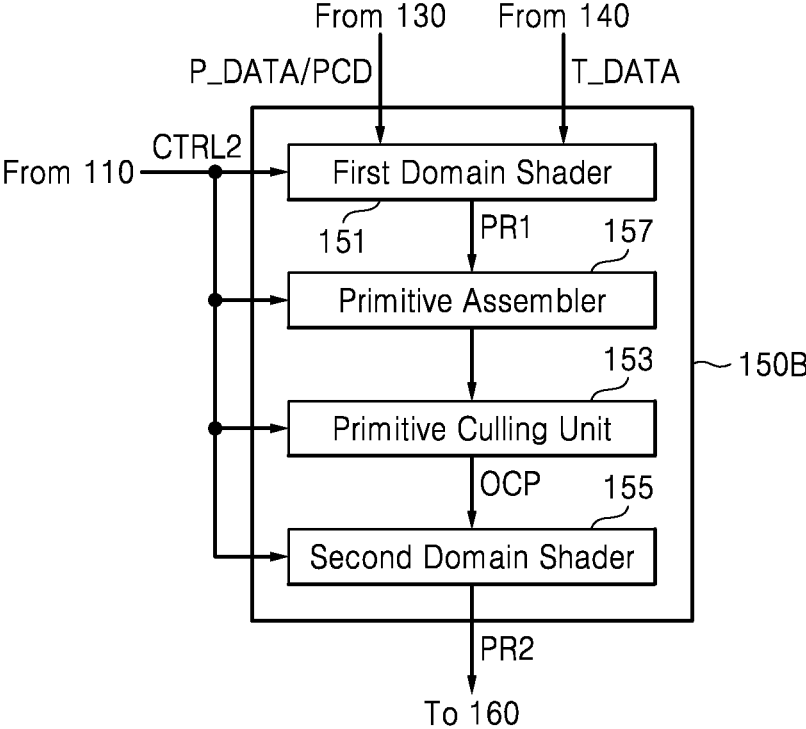 From 130 From 140
P_DATA/PCD T_DATA
CTRL2
From 110 First Domain Shader
151 PR1 157
Primitive Assembler
150B
153
Primitive Culling Unit
OCP 155
Second Domain Shader
PR2
To 160